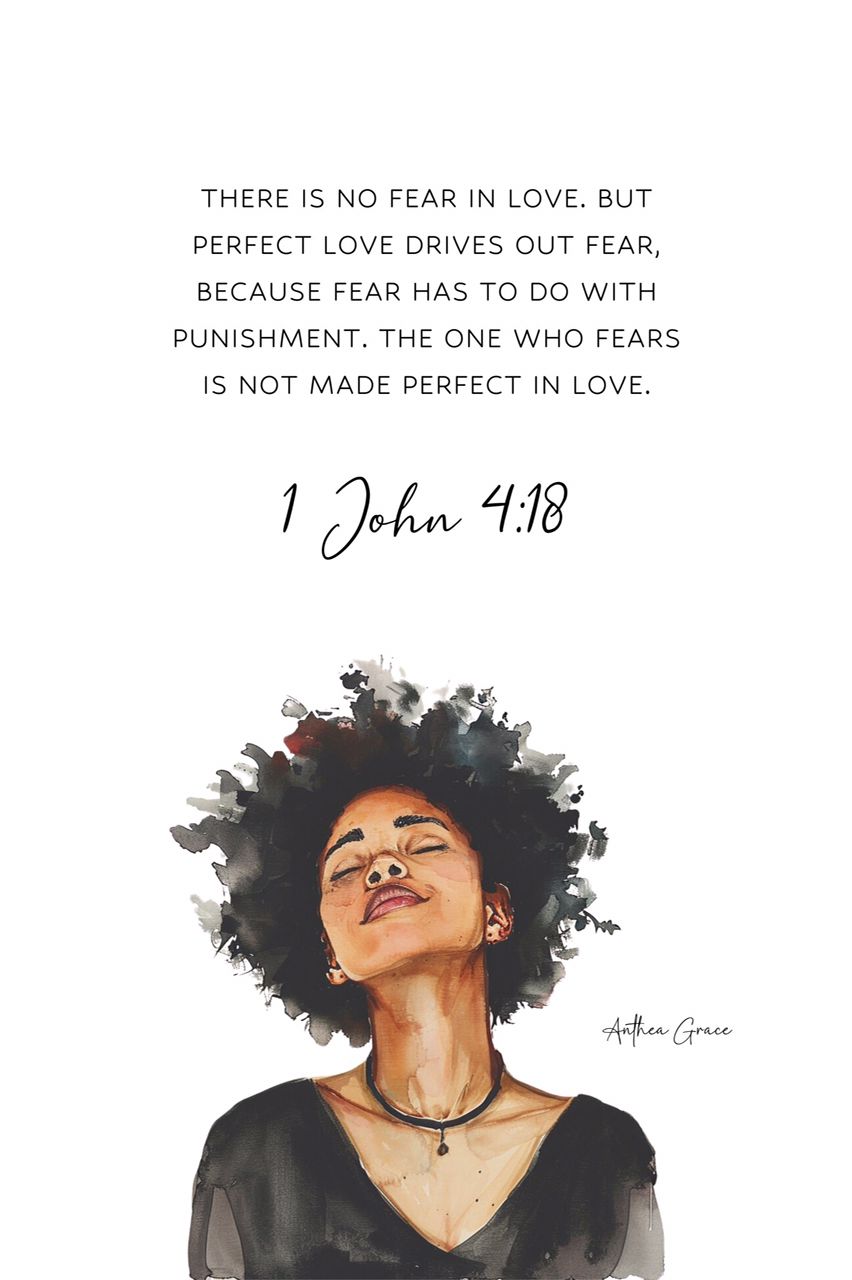 THERE IS NO FEAR IN LOVE. BUT
PERFECT LOVE DRIVES OUT FEAR,
BECAUSE FEAR HAS TO DO WITH
PUNISHMENT. THE ONE WHO FEARS
IS NOT MADE PERFECT IN LOVE.
1 John 4:18
Anthea Grace